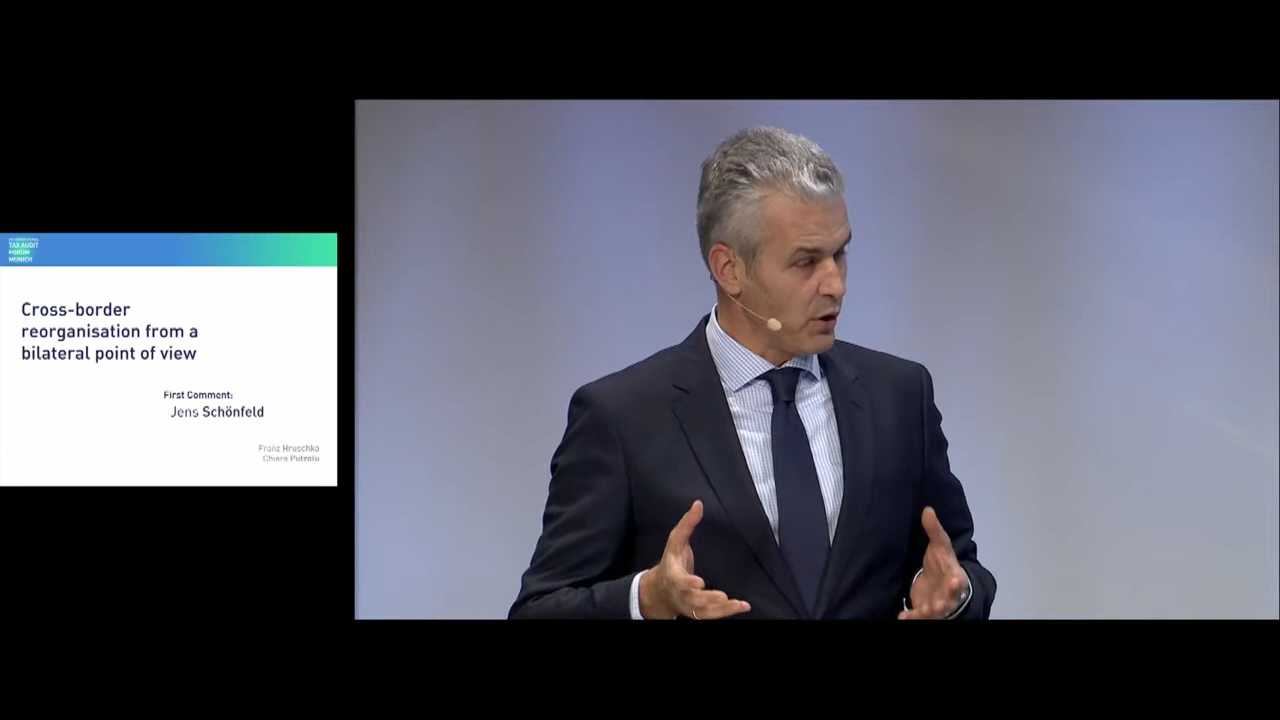 INTERNATIONAL
TAX AUDIT
FORUM
MUNICH
Cross-border
reorganisation from a
bilateral point of view
First Comment:
Jens Schönfeld
Franz Hruschka
Chiara Putzolu